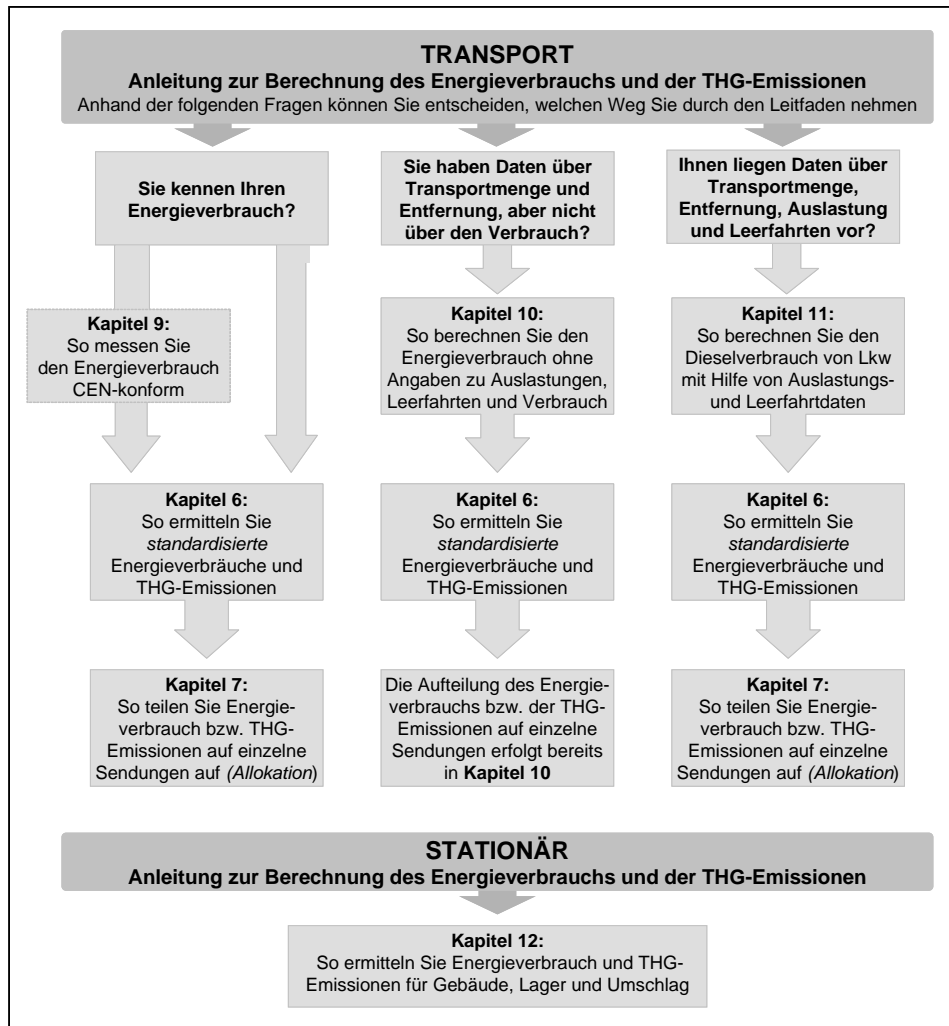 TRANSPORT
Anleitung zur Berechnung des Energieverbrauchs und der THG-Emissionen
Anhand der folgenden Fragen können Sie entscheiden, welchen Weg Sie durch den Leitfaden nehmen
Sie kennen Ihren
Energieverbrauch?
Sie haben Daten über
Transportmenge und
Entfernung, aber nicht
über den Verbrauch?
Ihnen liegen Daten über
Transportmenge,
Entfernung, Auslastung
und Leerfahrten vor?
Kapitel 9:
So messen Sie
den Energieverbrauch
CEN-konform
Kapitel 10:
So berechnen Sie den
Energieverbrauch ohne
Angaben zu Auslastungen,
Leerfahrten und Verbrauch
Kapitel 11:
So berechnen Sie den
Dieselverbrauch von Lkw
mit Hilfe von Auslastungs-
und Leerfahrtdaten
Kapitel 6:
So ermitteln Sie
standardisierte
Energieverbräuche und
THG-Emissionen
Kapitel 6:
So ermitteln Sie
standardisierte
Energieverbräuche und
THG-Emissionen
Kapitel 6:
So ermitteln Sie
standardisierte
Energieverbräuche und
THG-Emissionen
Kapitel 7:
So teilen Sie Energie-
verbrauch bzw. THG-
Emissionen auf einzelne
Sendungen auf (Allokation)
Die Aufteilung des Energie-
verbrauchs bzw. der THG-
Emissionen auf einzelne
Sendungen erfolgt bereits
in Kapitel 10
Kapitel 7:
So teilen Sie Energie-
verbrauch bzw. THG-
Emissionen auf einzelne
Sendungen auf (Allokation)
STATIONÄR
Anleitung zur Berechnung des Energieverbrauchs und der THG-Emissionen
Kapitel 12:
So ermitteln Sie Energieverbrauch und THG-
Emissionen für Gebäude, Lager und Umschlag